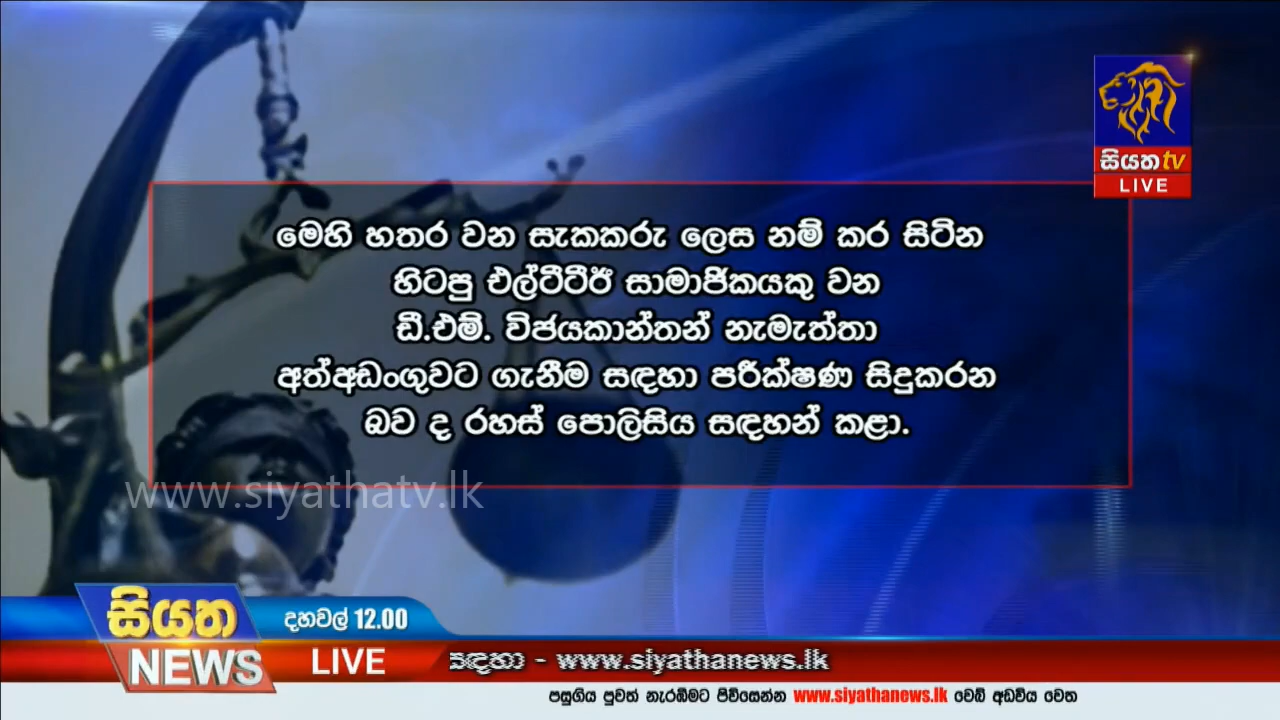 සියත tv
LIVE
මෙහි හතර වන සැකකරු ලෙස නම් කර සිටින
හිටපු එල්ටීටීඊ සාමාජිකයකු වන
ඩී.එම්. විජයකාන්තන් නැමැත්තා
අත්අඩංගුවට ගැනීම සඳහා පරීක්ෂණ සිදුකරන
බව ද රහස් පොලිසිය සඳහන් කළා.
www.siyathatv.lk
සියත
NEWS
දහවල් 12.00
LIVE
සඳහා - www.siyathanews.lk
පසුගිය පුවත් නැරඹීමට පිවිසෙන්න www.siyathanews.lk වෙබ් අඩවිය වෙත